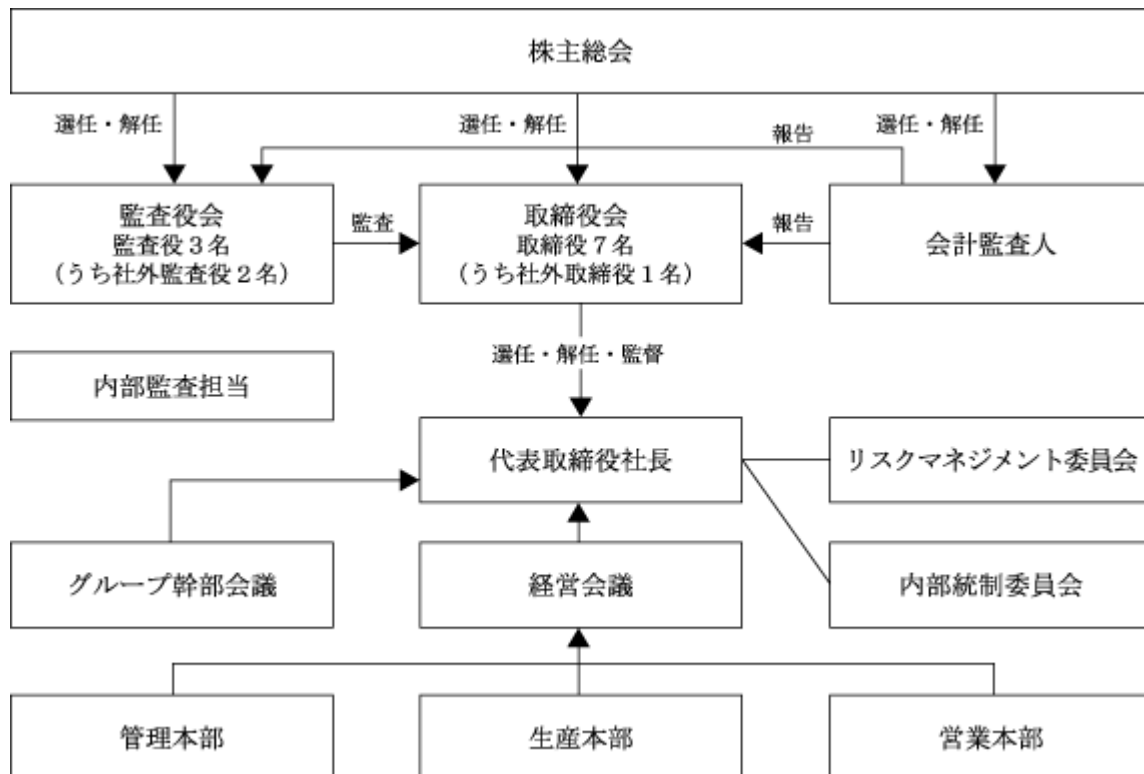 株主総会
選任・解任
選任・解任
選任・解任
報告
監査役会
監査役3名
(うち社外監査役2名)
監査
取締役会
取締役7名
(うち社外取締役1名)
報告
会計監査人
選任・解任・監督
内部監査担当
代表取締役社長
リスクマネジメント委員会
グループ幹部会議
経営会議
内部統制委員会
管理本部
生産本部
営業本部